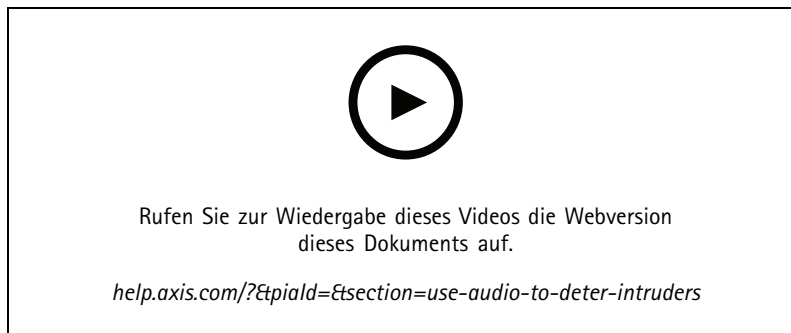 Rufen Sie zur Wiedergabe dieses Videos die Webversion
dieses Dokuments auf.
help.axis.com/?&piaId=&section=use-audio-to-deter-intruders